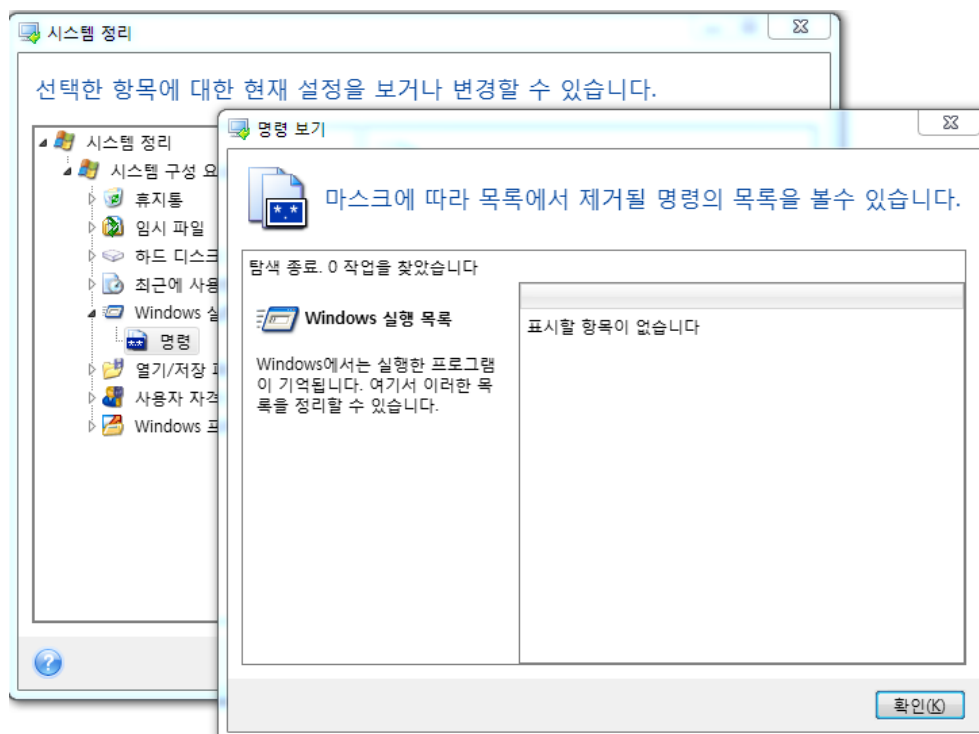 시스템 정리
선택한 항목에 대한 현재 설정을 보거나 변경할 수 있습니다.
시스템 정리
시스템 구성 요
휴지통
임시 파일
하드 디스크
최근에 사용
Windows 실
명령
열기/저장
사용자 자격
Windows 프
명령 보기
*.*
마스크에 따라 목록에서 제거될 명령의 목록을 볼수 있습니다.
탐색 종료. 0 작업을 찾았습니다
Windows 실행 목록
Windows에서는 실행한 프로그램
이 기억됩니다. 여기서 이러한 목
록을 정리할 수 있습니다.
표시할 항목이 없습니다
확인(K)